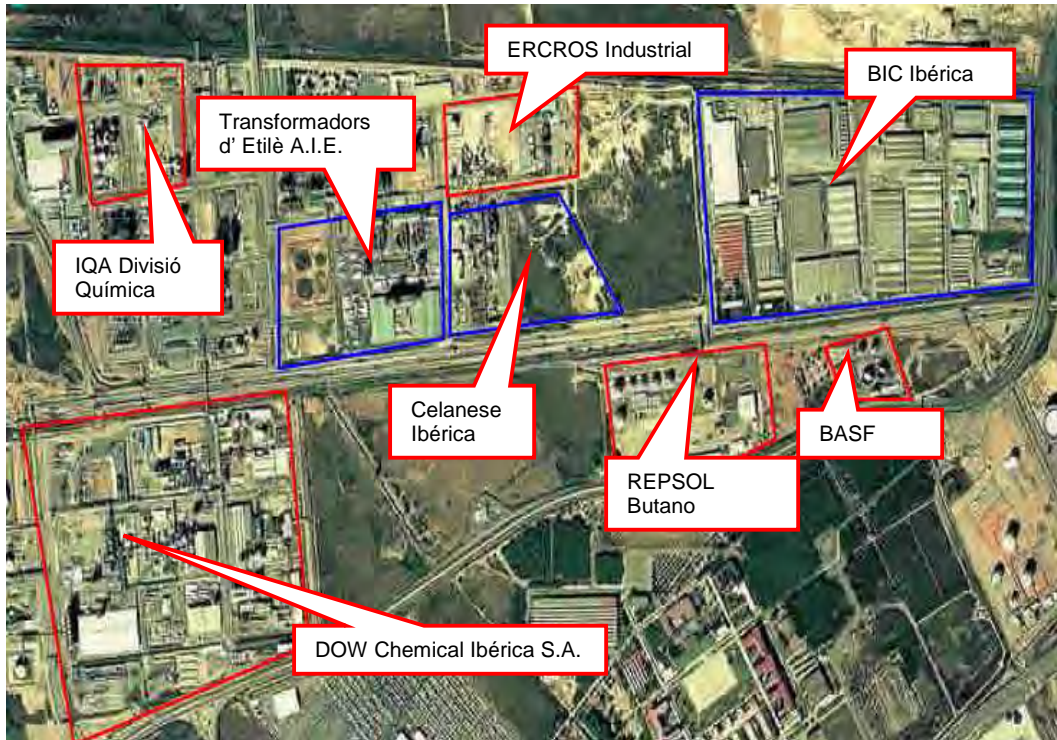 ERCROS Industrial
BIC Ibérica
Transformadors
d' Etilè A.I.E.
IQA Divisió
Química
Celanese
Ibérica
BASF
REPSOL
Butano
DOW Chemical Ibérica S.A.